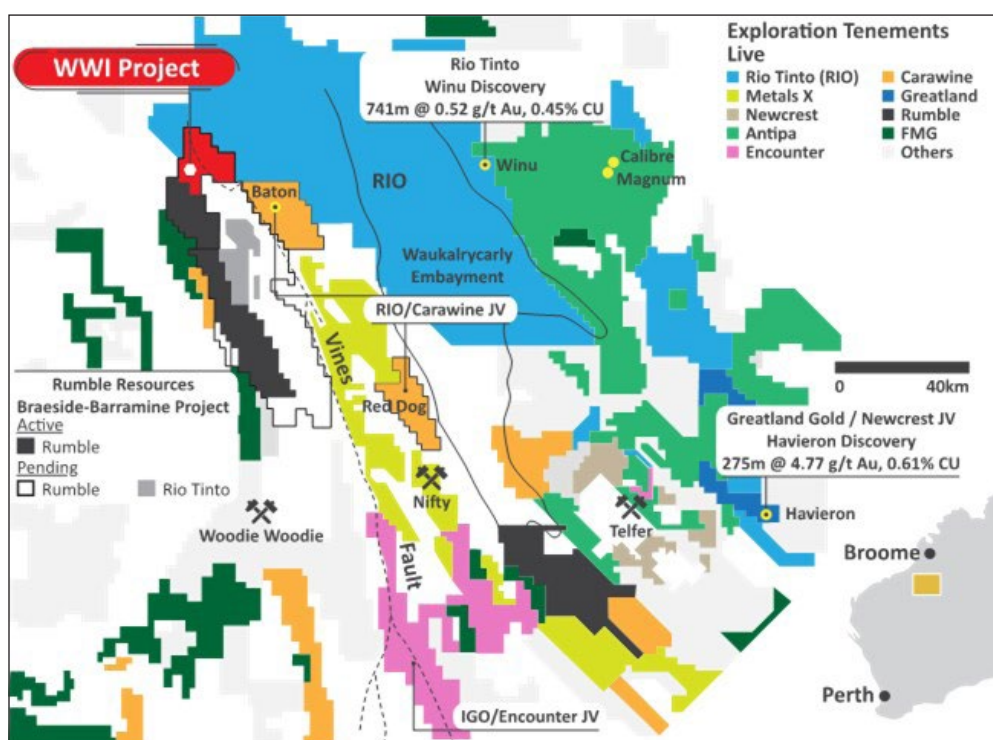 WWI Project
Rio Tinto
Winu Discovery
741m @ 0.52 g/t Au, 0.45% CU
Exploration Tenements
Live
Rio Tinto (RIO)
Metals X
Newcrest
Antipa
Encounter
Carawine
Greatland
Rumble
FMG
Others
Calibre
Magnum
Winu
RIO
Baton
Waukalrycarly
Embayment
RIO/Carawine JV
Vines
Fault
Red Dog
0 40km
Rumble Resources
Braeside-Barramine Project
Active
Rumble
Pending
Rumble Rio Tinto
Greatland Gold / Newcrest JV
Havieron Discovery
275m @ 4.77 g/t Au, 0.61% CU
Nifty
Telfer
Havieron
Woodie Woodie
Broome
Perth
IGO/Encounter JV